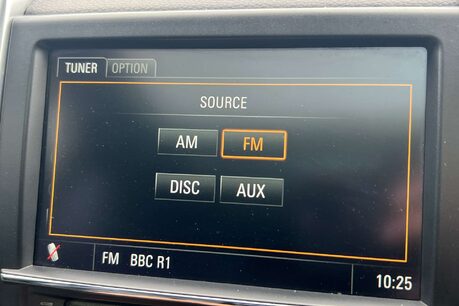 TUNER OPTION
SOURCE
AM FM
DISC AUX
FM BBC R1 10:25